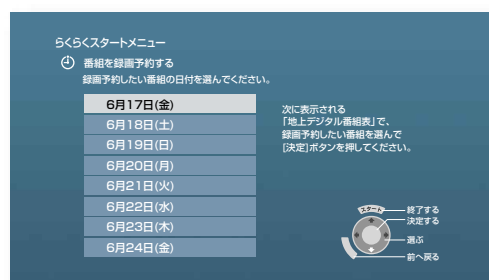 らくらくスタートメニュー
番組を録画予約する
録画予約したい番組の日付を選んでください。
6月17日(金)
6月18日(土)
6月19日(日)
6月20日(月)
6月21日(火)
6月22日(水)
6月23日(木)
6月24日(金)
次に表示される
「地上デジタル番組表」で、
録画予約したい番組を選んで
[決定]ボタンを押してください。
スタート
終了する
決定する
選ぶ
前へ戻る